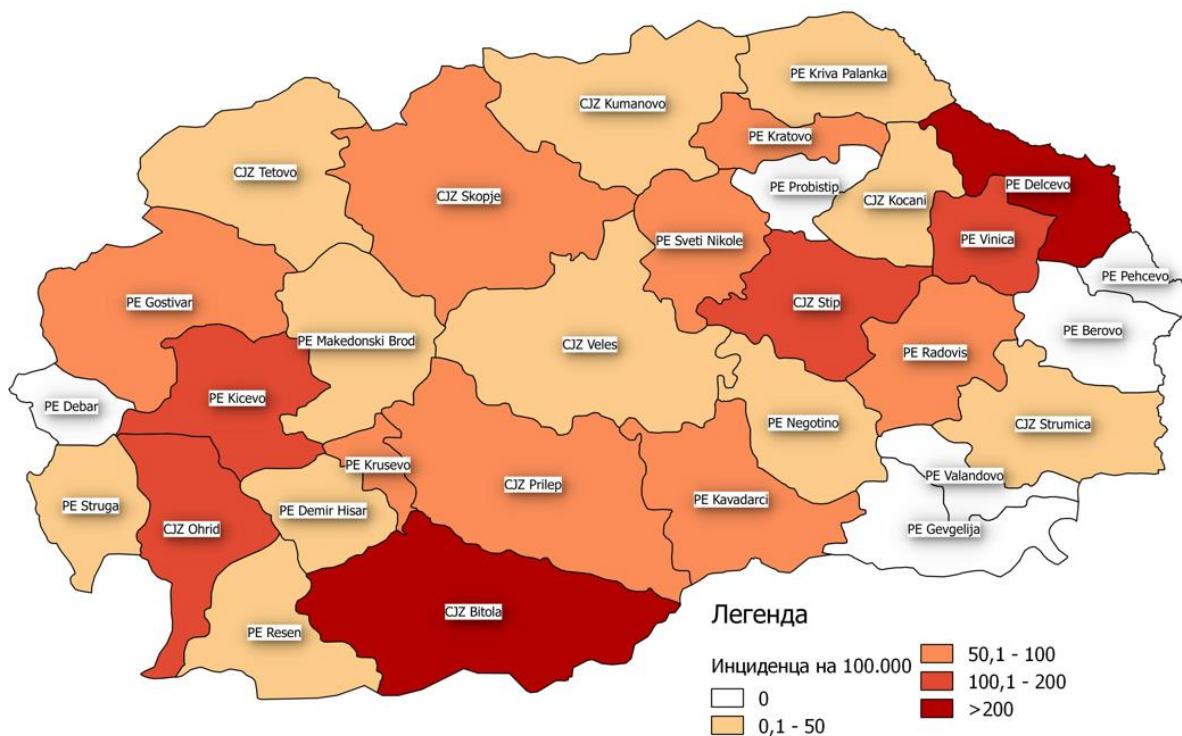 PE Kriva Palanka
CJZ Kumanovo
PE Kratovo
CJZ Tetovo
PE Probistip
PE Delcevo
CJZ Skopje
CJZ Kocani
PE Sveti Nikole
PE Vinica
PE Pehcevo
PE Gostivar
CJZ Stip
PE Berovo
PE Makedonski Brod
CJZ Veles
PE Radovis
PE Kicevo
PE Debar
PE Negotino
CJZ Strumica
PE Krusevo
CJZ Prilep
PE Valandovo
PE Kavadarci
PE Struga
PE Demir Hisar
CJZ Ohrid
PE Gevgelija
CJZ Bitola
PE Resen
Легенда
Инциденца на 100.000
0
0,1 - 50
50,1 - 100
100,1 - 200
>200